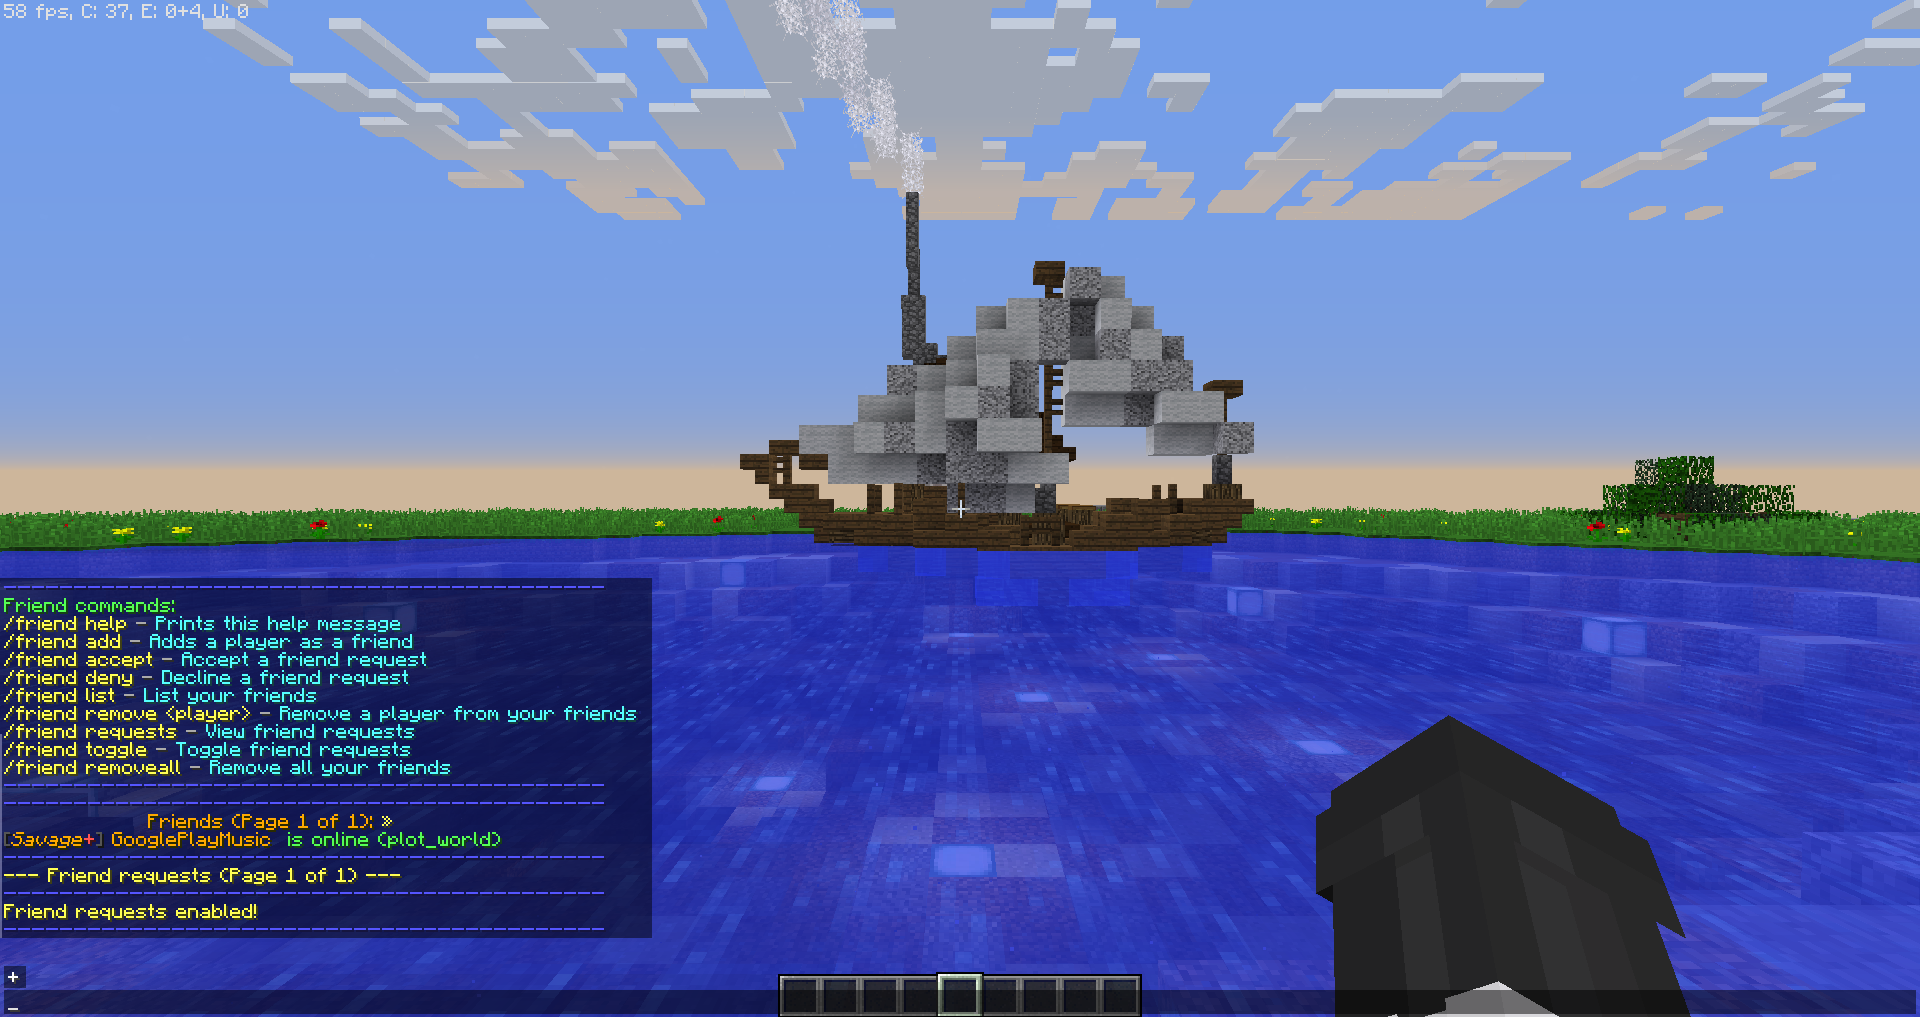 58 fps, C: 37, E: 0+4, U: 0
Friend commands:
/friend help - Prints this help message
/friend add - Adds a player as a friend
/friend accept - Accept a friend request
/friend deny - Decline a friend request
/friend list - List your friends
/friend remove <player> - Remove a player from your friends
/friend requests - View friend requests
/friend toggle - Toggle friend requests
/friend removeall - Remove all your friends
Friends (Page 1 of 1): »
[Savage+] GooglePlayMusic is online (plot_world)
--- Friend requests (Page 1 of 1) ---
Friend requests enabled!
+
_